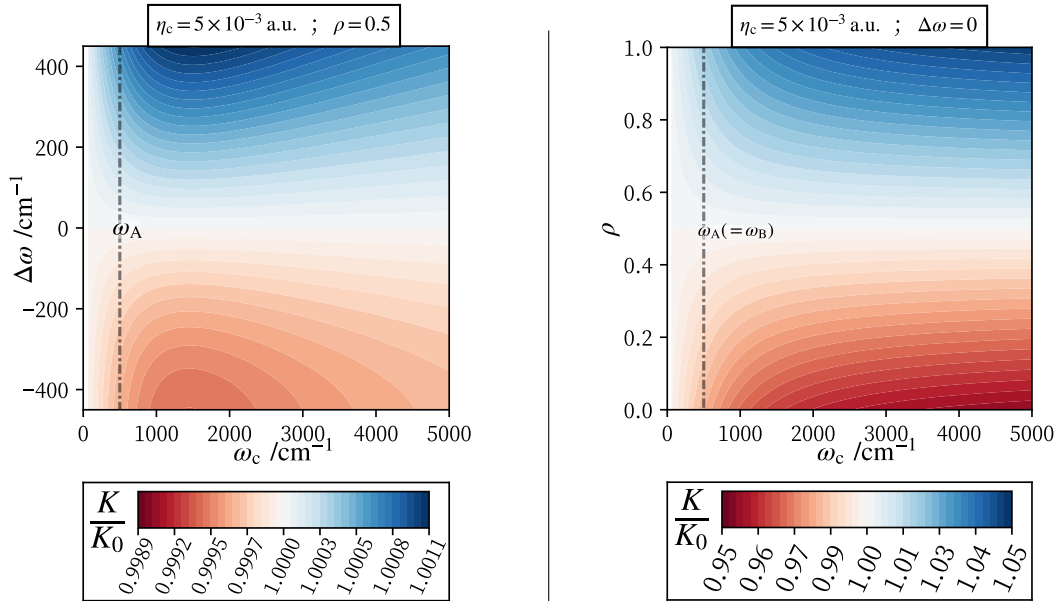 η_c = 5 × 10⁻³ a.u. ; ρ = 0.5
400
200
0
−200
−400
Δω /cm⁻¹
ω_A
0 1000 2000 3000 4000 5000
ω_c /cm⁻¹
K/K₀
0.9989 0.9992 0.9995 0.9997 1.0000 1.0003 1.0005 1.0008 1.0011
η_c = 5 × 10⁻³ a.u. ; Δω = 0
1.0
0.8
0.6
0.4
0.2
0.0
ρ
ω_A(=ω_B)
0 1000 2000 3000 4000 5000
ω_c /cm⁻¹
K/K₀
0.95 0.96 0.97 0.99 1.00 1.01 1.03 1.04 1.05